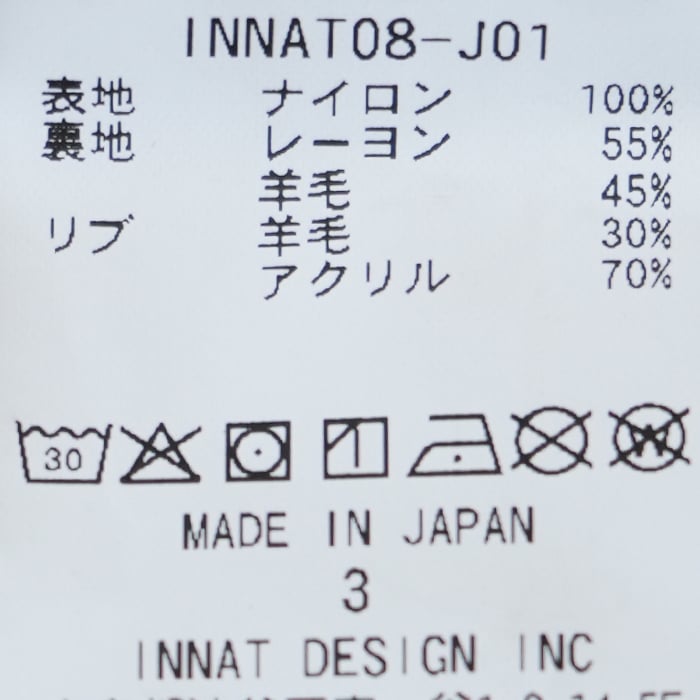 INNAT08-J01
表地 ナイロン 100%
裏地 レーヨン 55%
羊毛 45%
リブ 羊毛 30%
アクリル 70%
30
W
MADE IN JAPAN
3
INNAT DESIGN INC